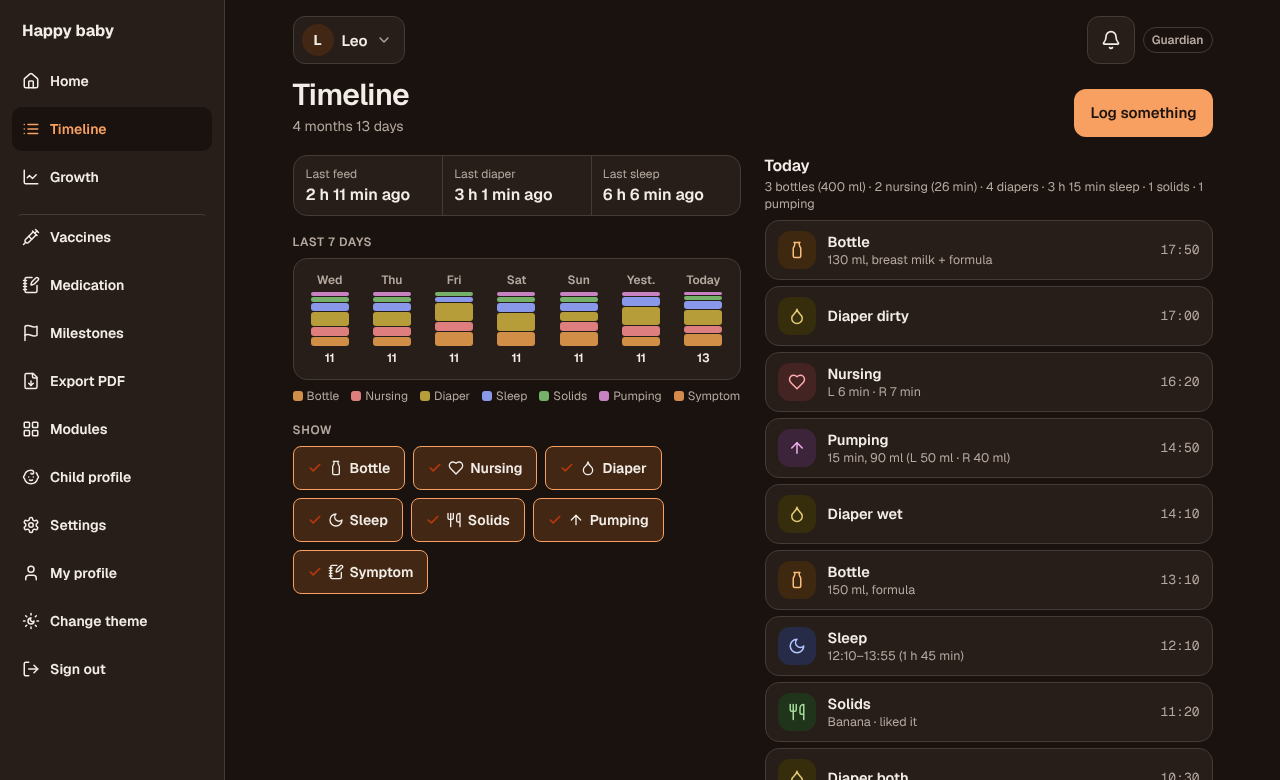 Happy baby
Home
Timeline
Growth
Vaccines
Medication
Milestones
Export PDF
Modules
Child profile
Settings
My profile
Change theme
Sign out
L Leo
Guardian
Timeline
4 months 13 days
Log something
Last feed
2 h 11 min ago
Last diaper
3 h 1 min ago
Last sleep
6 h 6 min ago
LAST 7 DAYS
Wed Thu Fri Sat Sun Yest. Today
11 11 11 11 11 11 13
Bottle Nursing Diaper Sleep Solids Pumping Symptom
SHOW
Bottle Nursing Diaper
Sleep Solids Pumping
Symptom
Today
3 bottles (400 ml) · 2 nursing (26 min) · 4 diapers · 3 h 15 min sleep · 1 solids · 1
pumping
Bottle 17:50
130 ml, breast milk + formula
Diaper dirty 17:00
Nursing 16:20
L 6 min · R 7 min
Pumping 14:50
15 min, 90 ml (L 50 ml · R 40 ml)
Diaper wet 14:10
Bottle 13:10
150 ml, formula
Sleep 12:10
12:10–13:55 (1 h 45 min)
Solids 11:20
Banana · liked it
Diaper both 10:30